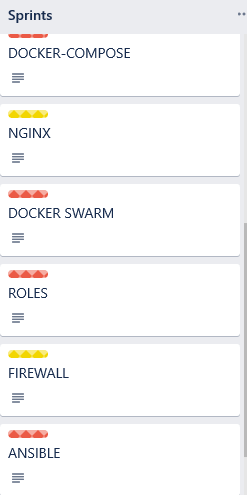 Sprints
DOCKER-COMPOSE
NGINX
DOCKER SWARM
ROLES
FIREWALL
ANSIBLE